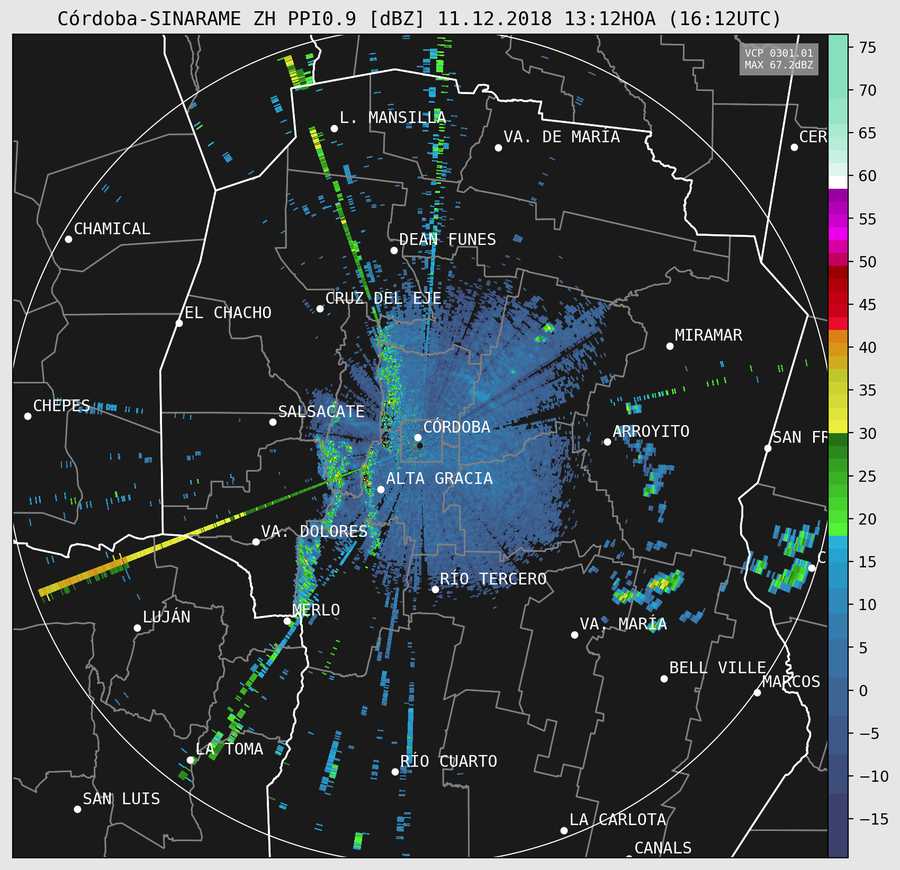 Córdoba-SINARAME ZH PPI0.9 [dBZ] 11.12.2018 13:12HOA (16:12UTC)
VCP 0301.01
MAX 67.2dBZ
L. MANSILLA
VA. DE MARÍA
CER
CHAMICAL
DEAN FUNES
CRUZ DEL EJE
EL CHACHO
MIRAMAR
CHEPES
SALSACATE
CÓRDOBA
ARROYITO
SAN FR
ALTA GRACIA
VA. DOLORES
C
RÍO TERCERO
LUJÁN
MERLO
VA. MARÍA
BELL VILLE
MARCOS
LA TOMA
RÍO CUARTO
SAN LUIS
LA CARLOTA
CANALS
75
70
65
60
55
50
45
40
35
30
25
20
15
10
5
0
−5
−10
−15